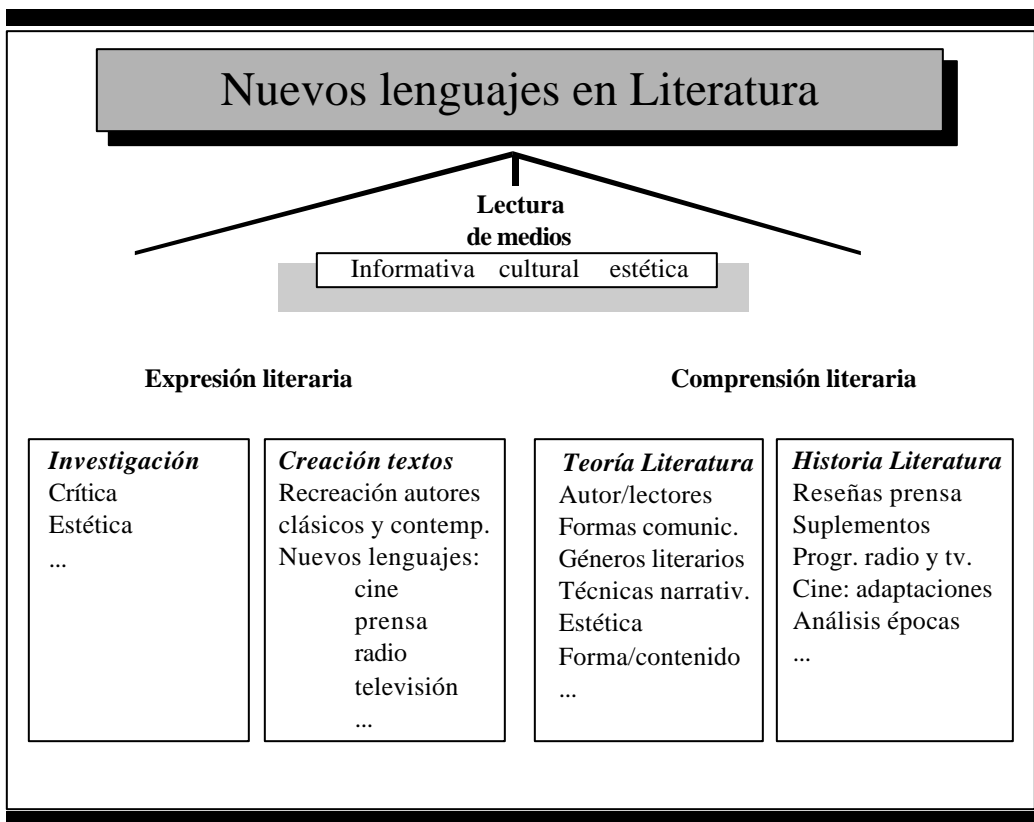 Nuevos lenguajes en Literatura
Lectura
de medios
Informativa cultural estética
Expresión literaria
Comprensión literaria
Investigación
Crítica
Estética
...
Creación textos
Recreación autores
clásicos y contemp.
Nuevos lenguajes:
cine
prensa
radio
televisión
...
Teoría Literatura
Autor/lectores
Formas comunic.
Géneros literarios
Técnicas narrativ.
Estética
Forma/contenido
...
Historia Literatura
Reseñas prensa
Suplementos
Progr. radio y tv.
Cine: adaptaciones
Análisis épocas
...